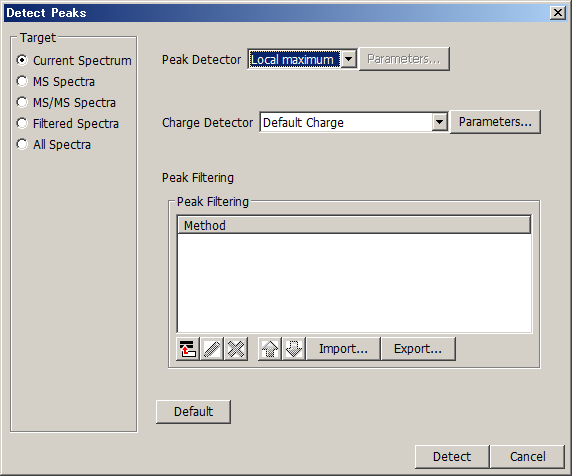 Detect Peaks
Target
Current Spectrum
MS Spectra
MS/MS Spectra
Filtered Spectra
All Spectra
Peak Detector Local maximum Parameters...
Charge Detector Default Charge Parameters...
Peak Filtering
Peak Filtering
Method
Import... Export...
Default
Detect Cancel